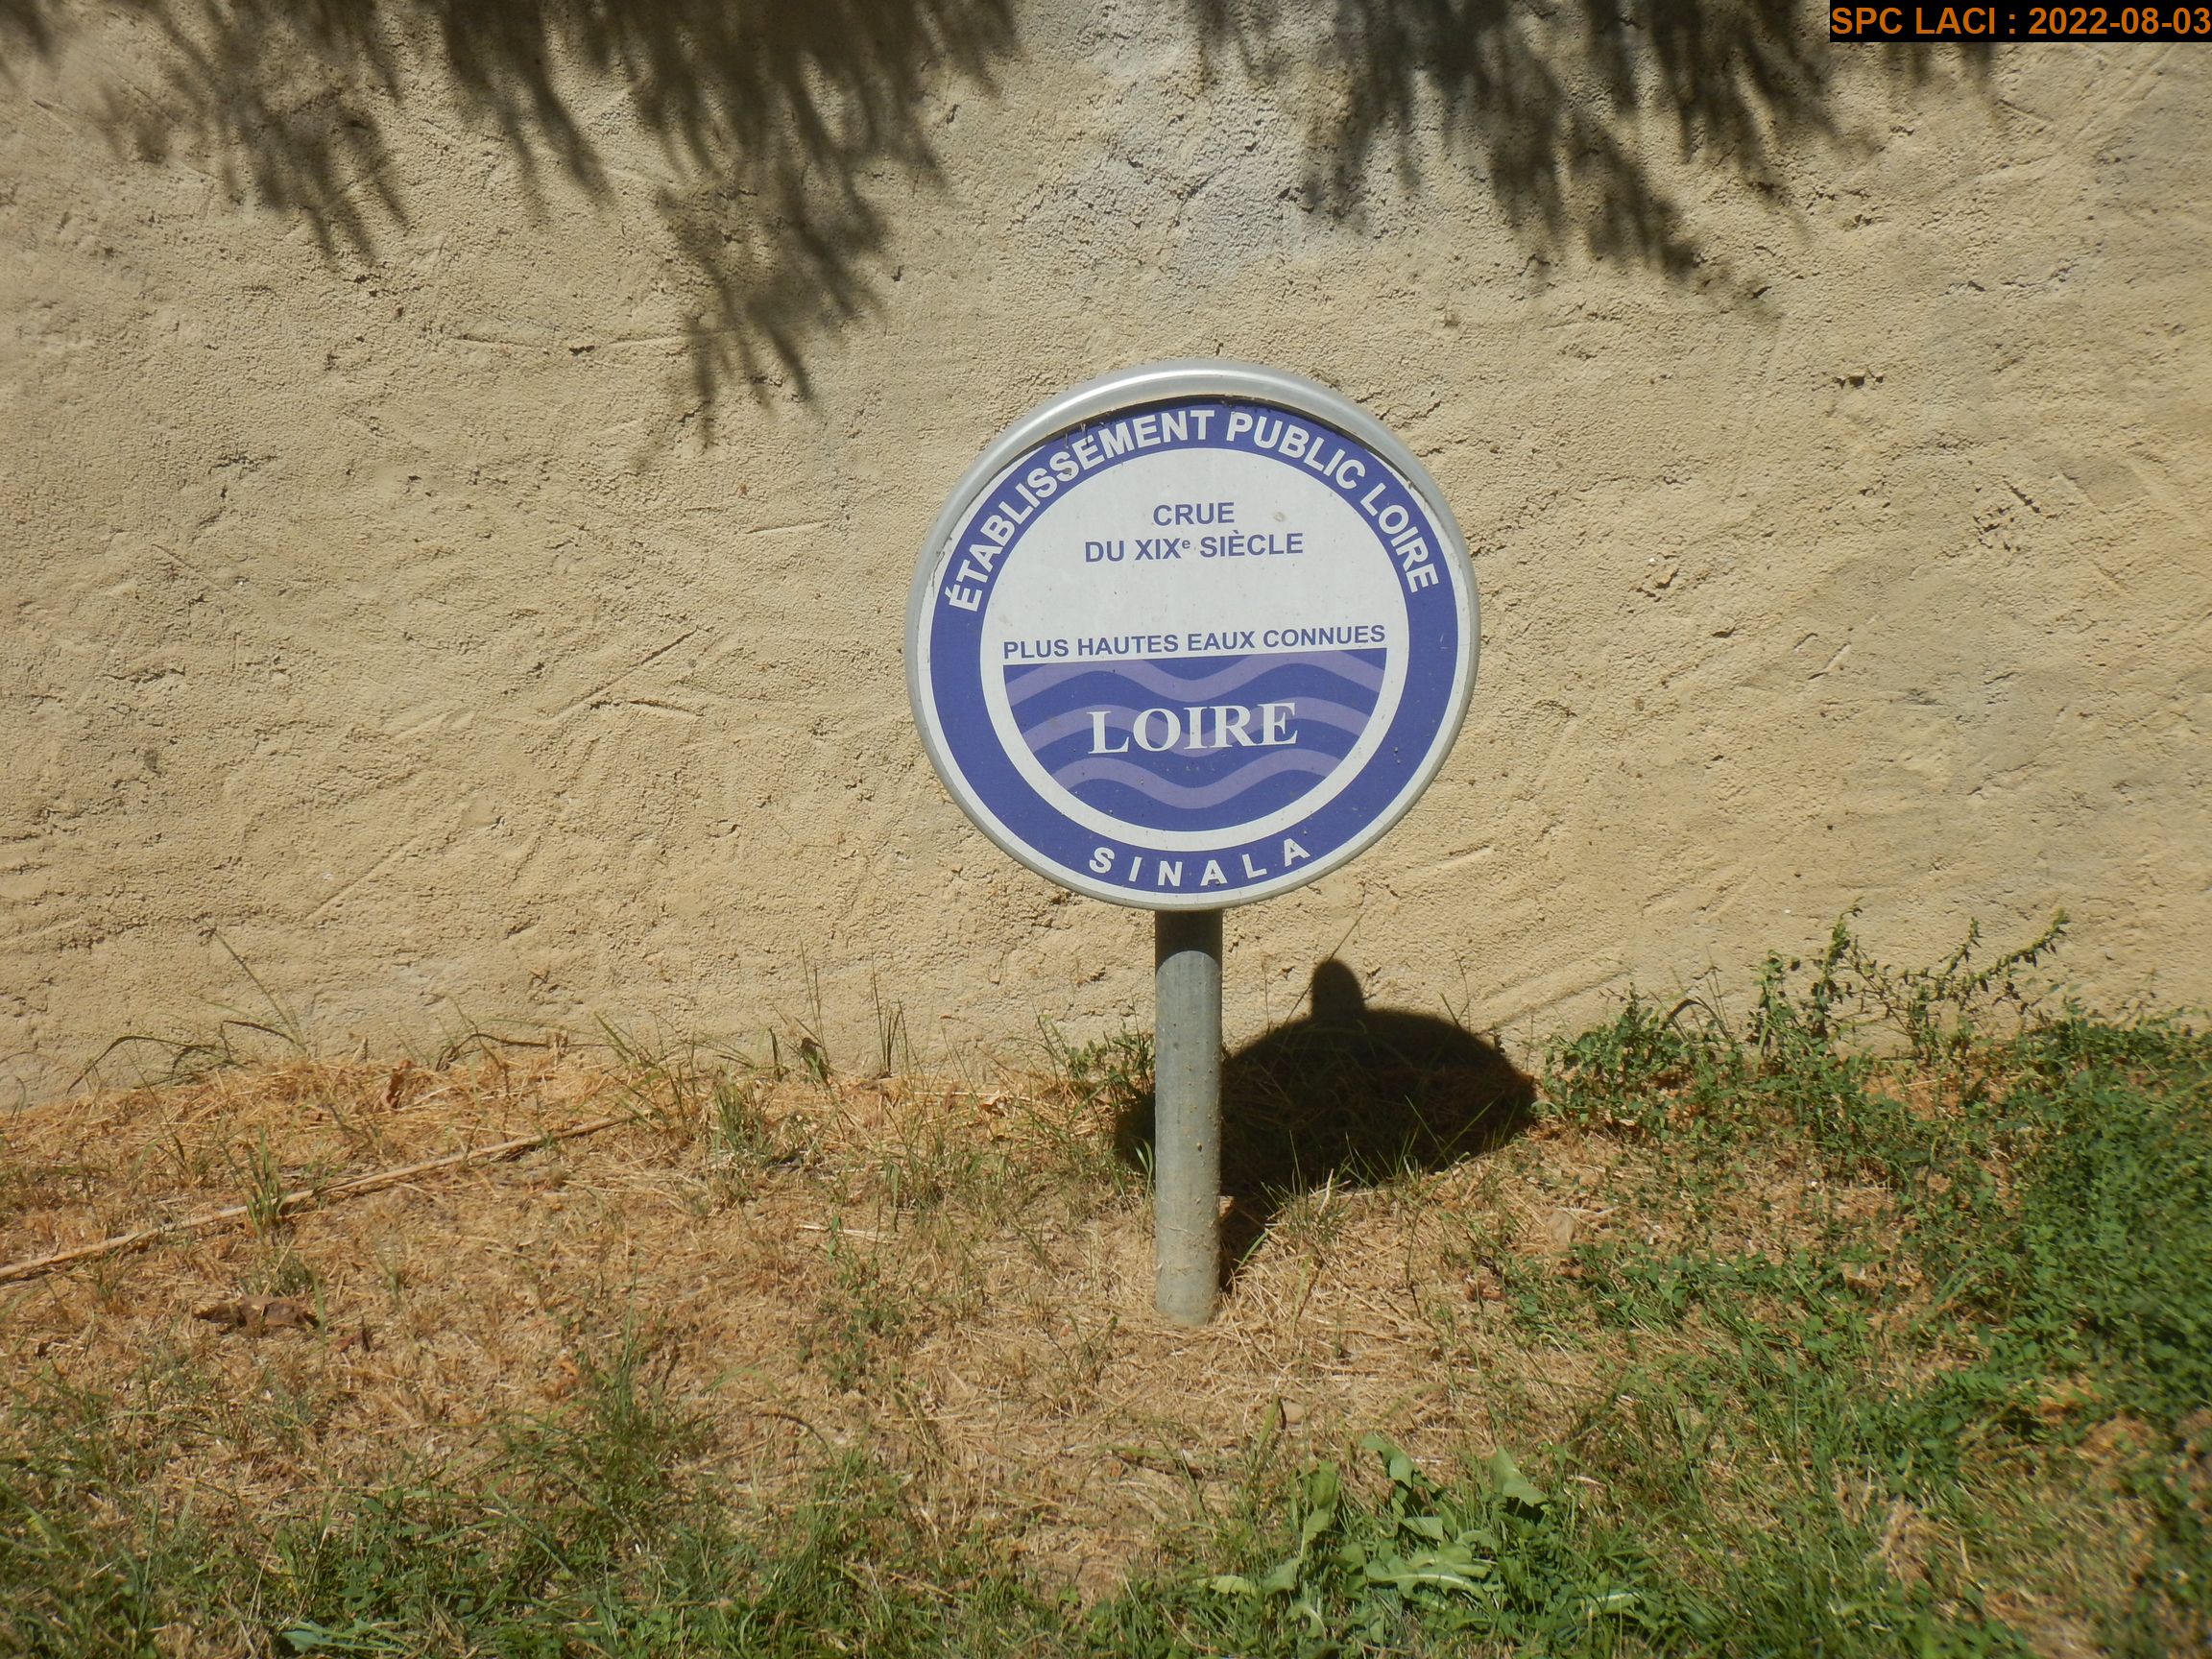 SPC LACI : 2022-08-03
ÉTABLISSEMENT PUBLIC LOIRE
CRUE
DU XIXe SIÈCLE
PLUS HAUTES EAUX CONNUES
LOIRE
SINALA